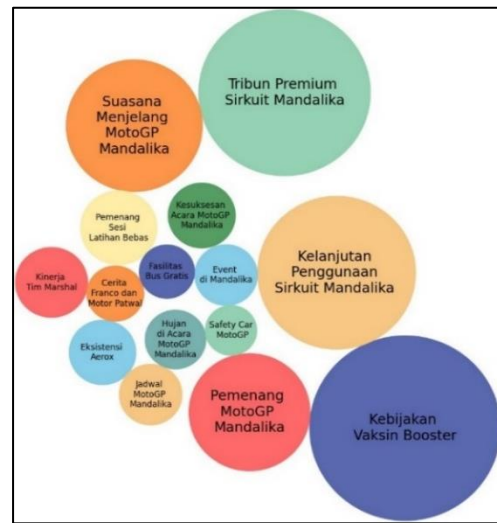 Tribun Premium
Sirkuit Mandalika
Suasana
Menjelang
MotoGP
Mandalika
Kesuksesan
Acara MotoGP
Mandalika
Pemenang
Sesi
Latihan Bebas
Kelanjutan
Penggunaan
Sirkuit Mandalika
Fasilitas
Bus Gratis
Event
di Mandalika
Kinerja
Tim Marshal
Cerita
Franco dan
Motor Patwal
Hujan
di Acara
MotoGP
Mandalika
Safety Car
MotoGP
Eksistensi
Aerox
Jadwal
MotoGP
Mandalika
Pemenang
MotoGP
Mandalika
Kebijakan
Vaksin Booster